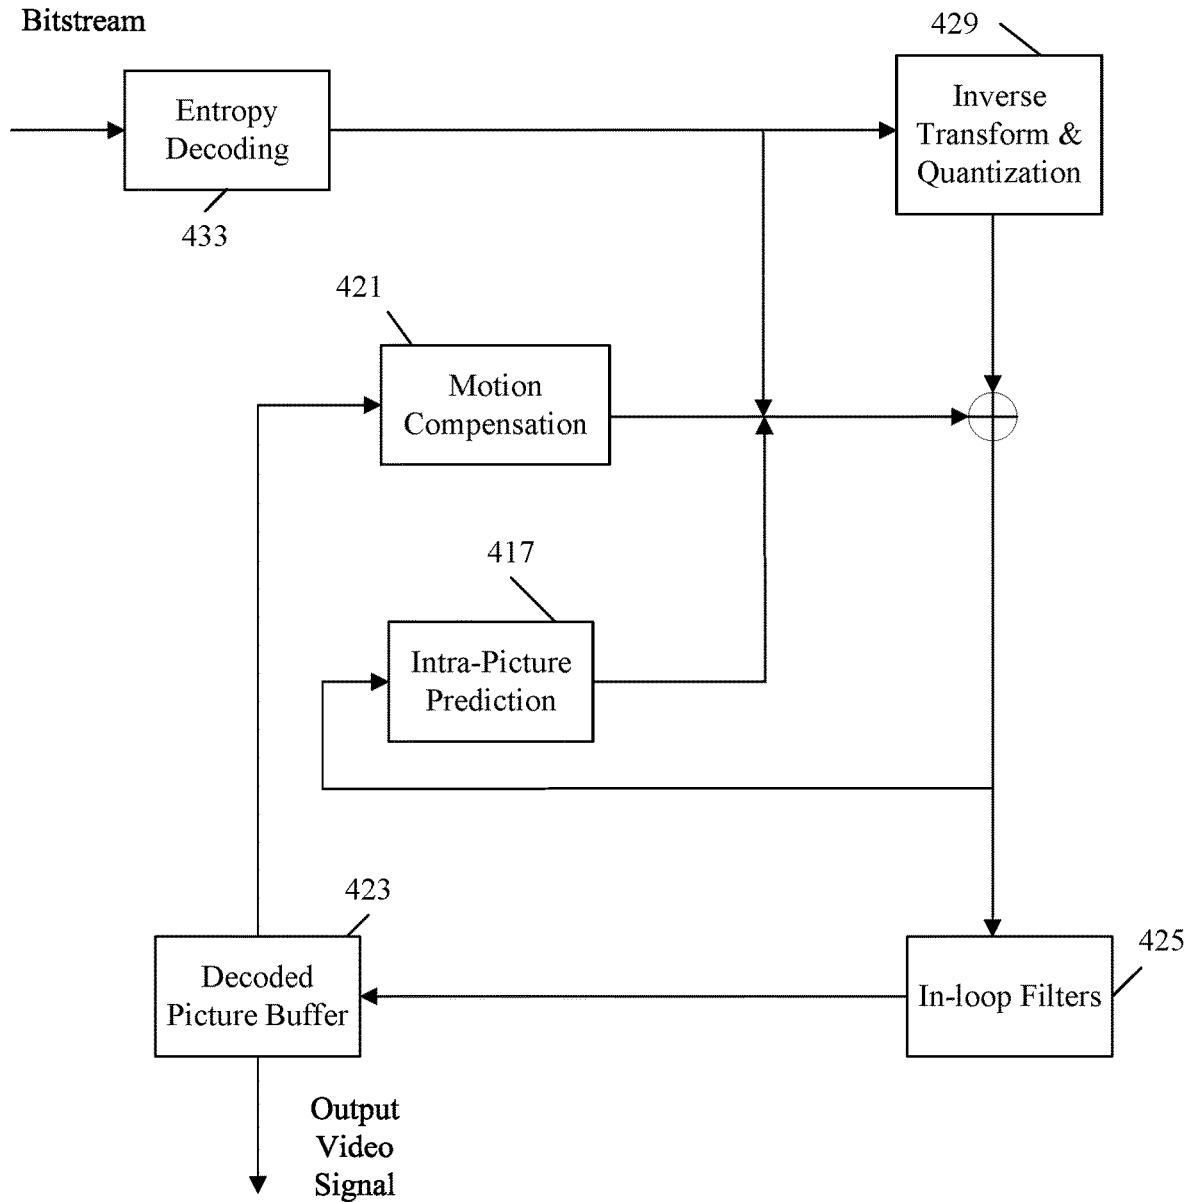 Bitstream
429
Entropy
Decoding
433
Inverse
Transform &
Quantization
421
Motion
Compensation
417
Intra-Picture
Prediction
423
Decoded
Picture Buffer
425
In-loop Filters
Output
Video
Signal